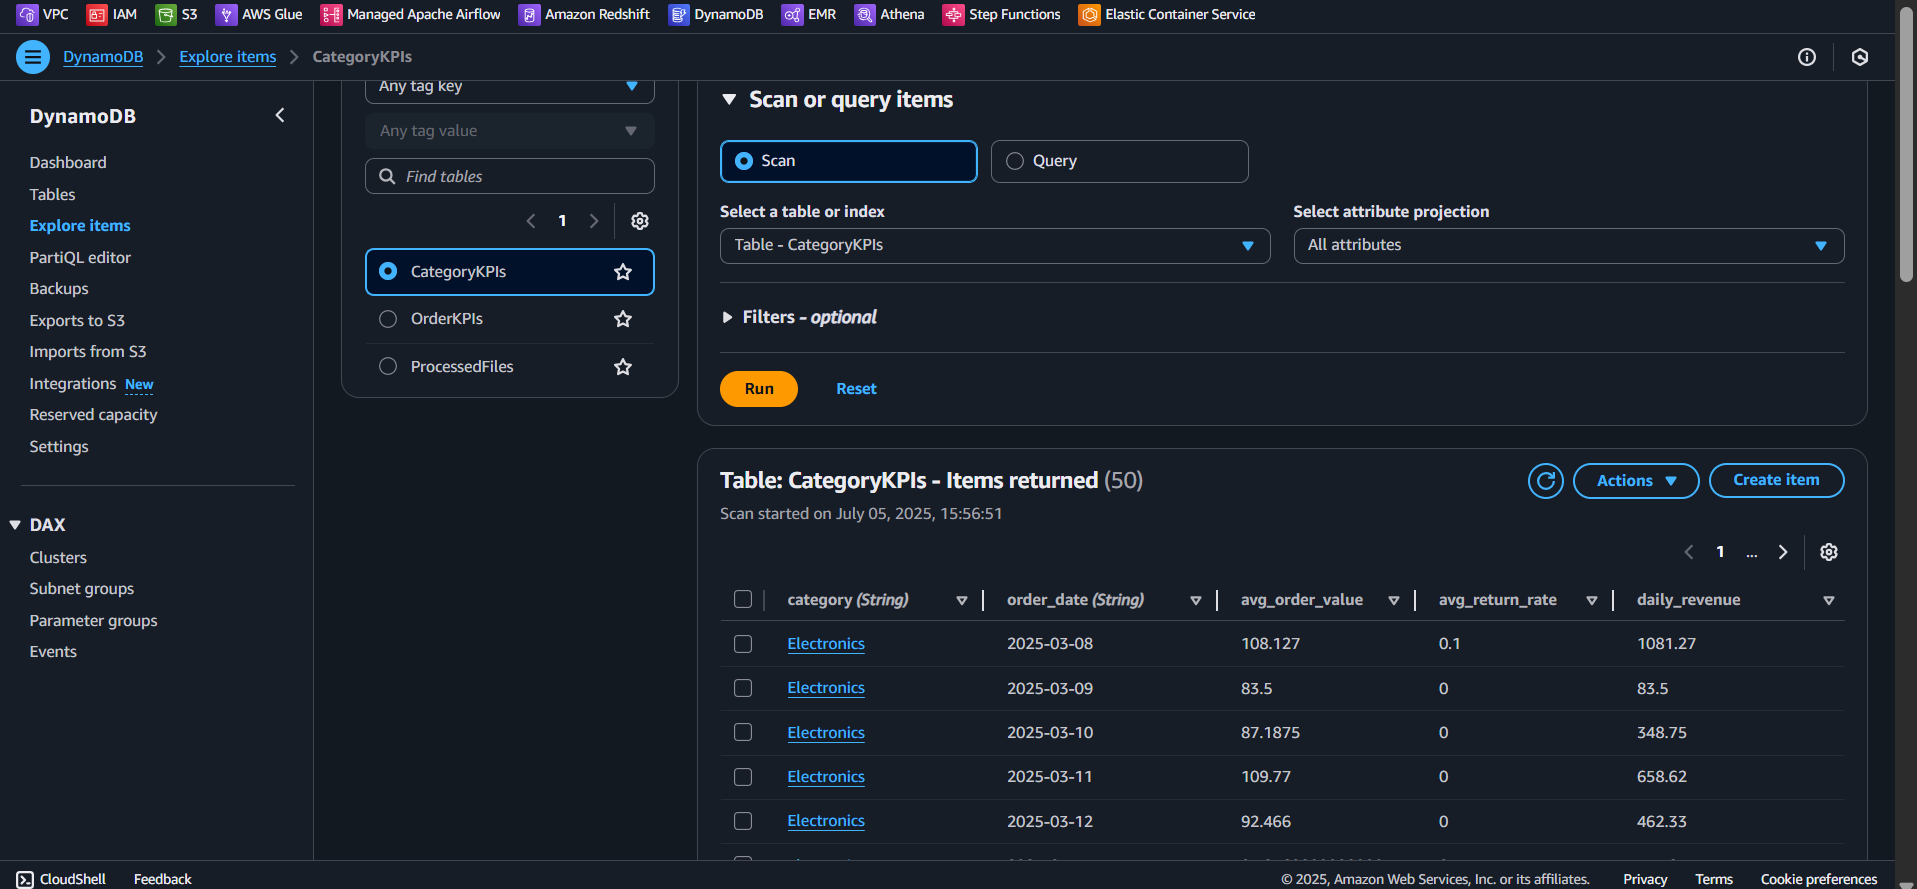 VPC IAM S3 AWS Glue Managed Apache Airflow Amazon Redshift DynamoDB EMR Athena Step Functions Elastic Container Service
DynamoDB Explore items CategoryKPIs
DynamoDB
Dashboard
Tables
Explore items
PartiQL editor
Backups
Exports to S3
Imports from S3
Integrations New
Reserved capacity
Settings
DAX
Clusters
Subnet groups
Parameter groups
Events
Any tag key
Any tag value
Find tables
1
CategoryKPIs
OrderKPIs
ProcessedFiles
Scan or query items
Scan Query
Select a table or index Select attribute projection
Table - CategoryKPIs All attributes
Filters - optional
Run Reset
Table: CategoryKPIs - Items returned (50)
Actions Create item
Scan started on July 05, 2025, 15:56:51
1 ...
category (String) order_date (String) avg_order_value avg_return_rate daily_revenue
Electronics 2025-03-08 108.127 0.1 1081.27
Electronics 2025-03-09 83.5 0 83.5
Electronics 2025-03-10 87.1875 0 348.75
Electronics 2025-03-11 109.77 0 658.62
Electronics 2025-03-12 92.466 0 462.33
CloudShell Feedback © 2025, Amazon Web Services, Inc. or its affiliates. Privacy Terms Cookie preferences